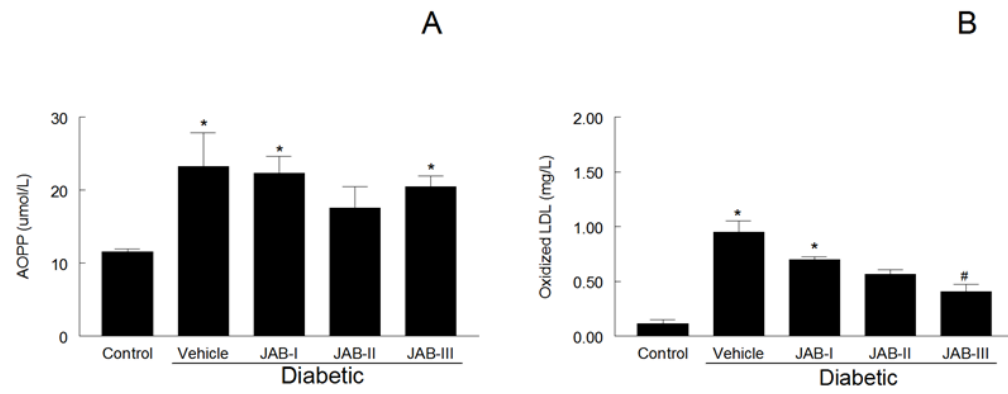 A
AOPP (umol/L)
30
20
10
0
* * *
Control Vehicle JAB-I JAB-II JAB-III
Diabetic
B
Oxidized LDL (mg/L)
2.00
1.50
1.00
0.50
0.00
* * #
Control Vehicle JAB-I JAB-II JAB-III
Diabetic